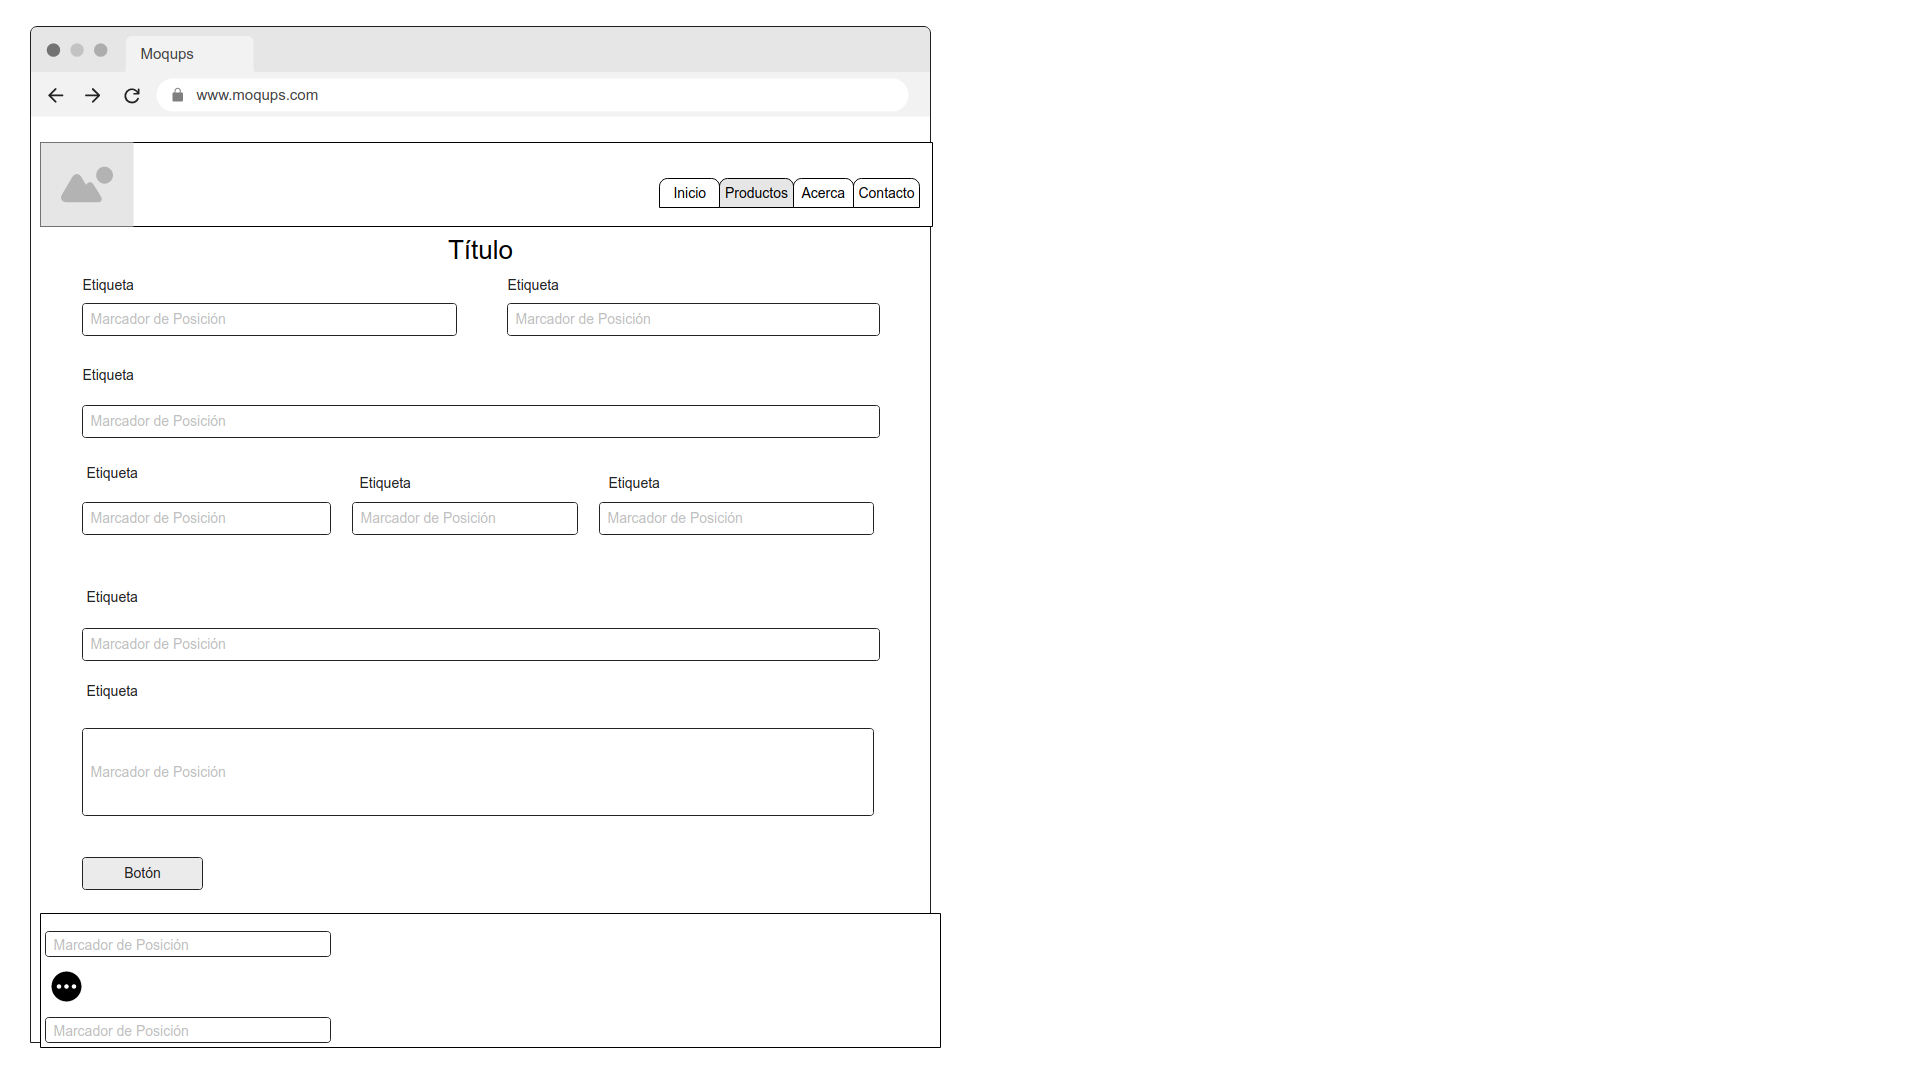 Moqups
www.moqups.com
Inicio Productos Acerca Contacto
Título
Etiqueta Etiqueta
Marcador de Posición Marcador de Posición
Etiqueta
Marcador de Posición
Etiqueta Etiqueta Etiqueta
Marcador de Posición Marcador de Posición Marcador de Posición
Etiqueta
Marcador de Posición
Etiqueta
Marcador de Posición
Botón
Marcador de Posición
Marcador de Posición